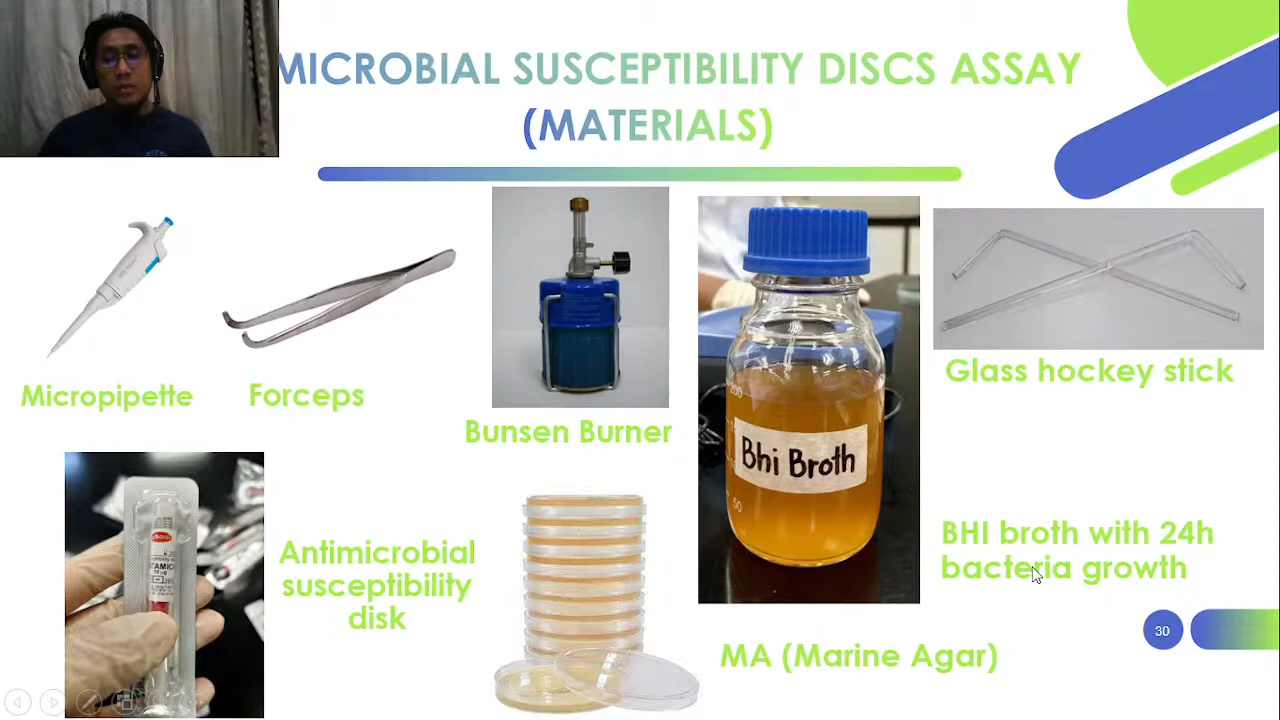 MICROBIAL SUSCEPTIBILITY DISCS ASSAY
(MATERIALS)
Micropipette
Forceps
Bunsen Burner
Bhi Broth
50
Glass hockey stick
Antimicrobial
susceptibility
disk
BHI broth with 24h
bacteria growth
MA (Marine Agar)
30